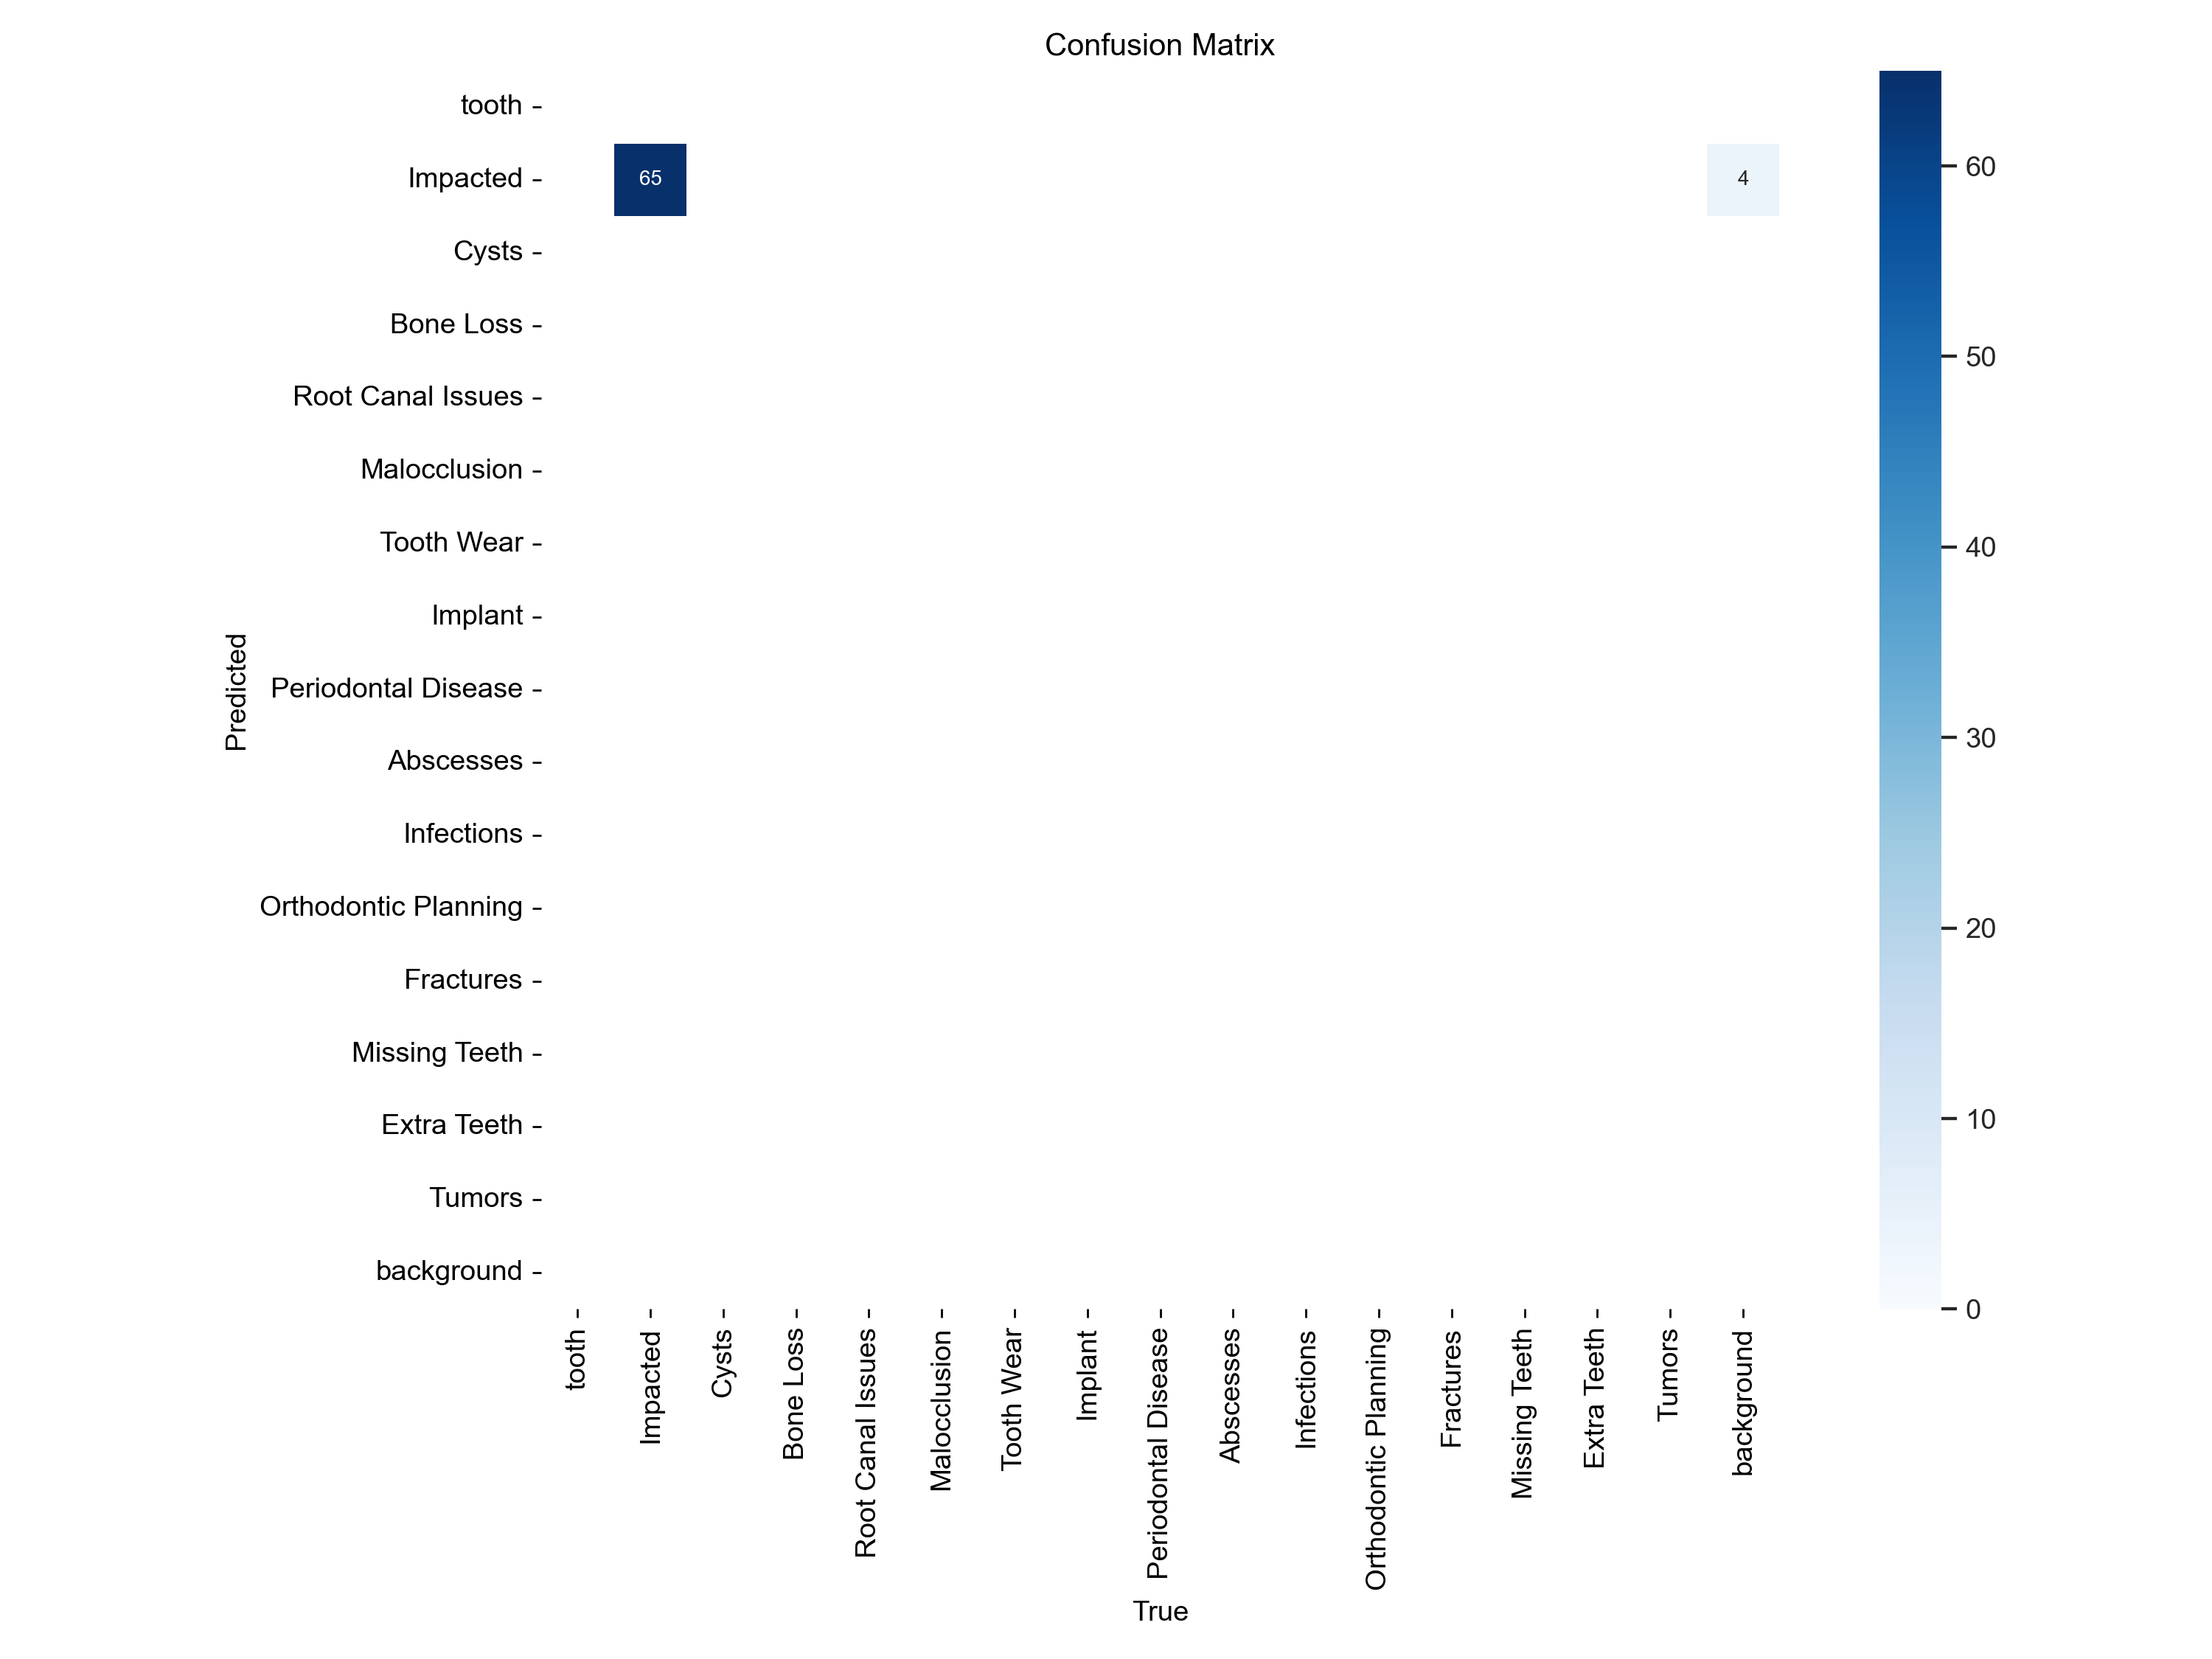 Confusion Matrix
tooth
Impacted
Cysts
Bone Loss
Root Canal Issues
Malocclusion
Tooth Wear
Implant
Periodontal Disease
Abscesses
Infections
Orthodontic Planning
Fractures
Missing Teeth
Extra Teeth
Tumors
background
Predicted
65
4
tooth
Impacted
Cysts
Bone Loss
Root Canal Issues
Malocclusion
Tooth Wear
Implant
Periodontal Disease
Abscesses
Infections
Orthodontic Planning
Fractures
Missing Teeth
Extra Teeth
Tumors
background
True
60
50
40
30
20
10
0